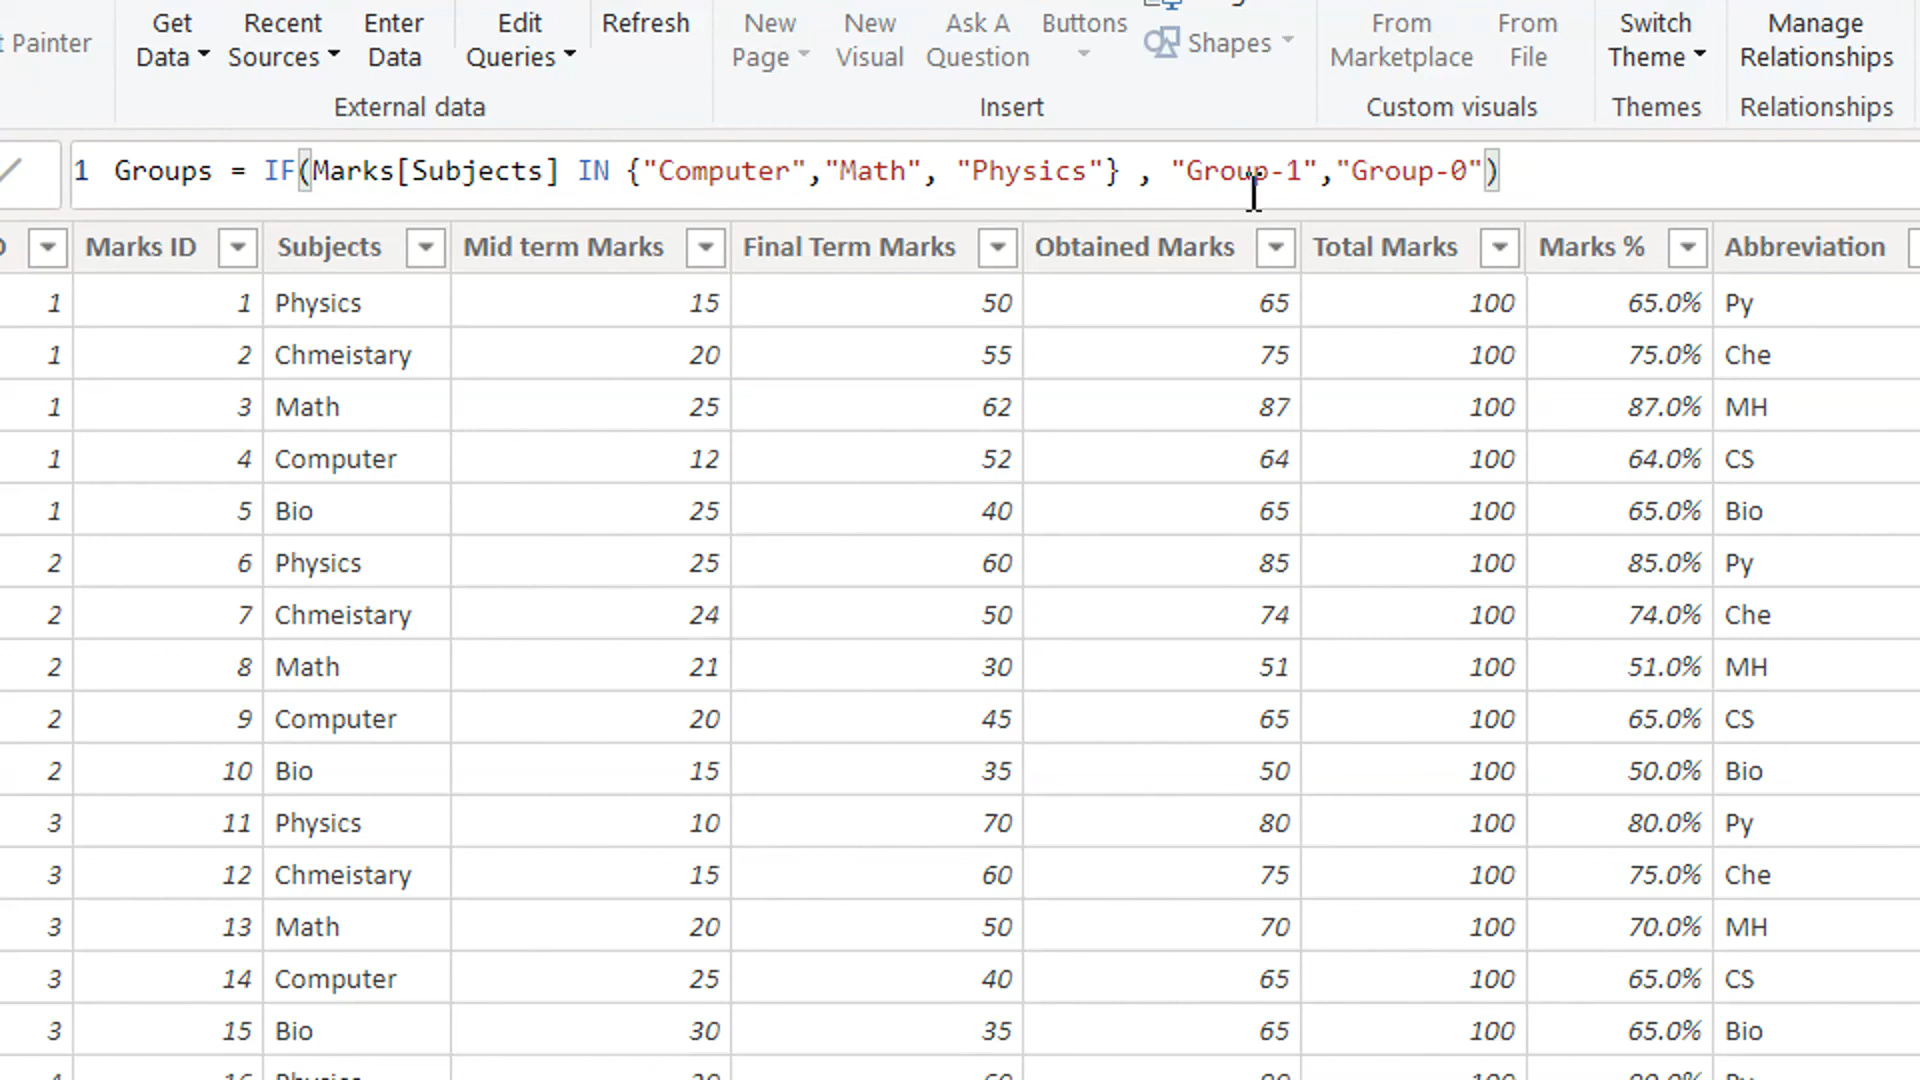 Painter
Get Data
Recent Sources
Enter Data
Edit Queries
Refresh
New Page
New Visual
Ask A Question
Buttons
Shapes
From Marketplace
From File
Switch Theme
Manage Relationships
External data
Insert
Custom visuals
Themes
Relationships
1 Groups = IF(Marks[Subjects] IN {"Computer","Math", "Physics"} , "Group-1","Group-0")
Marks ID Subjects Mid term Marks Final Term Marks Obtained Marks Total Marks Marks % Abbreviation
1 1 Physics 15 50 65 100 65.0% Py
1 2 Chmeistary 20 55 75 100 75.0% Che
1 3 Math 25 62 87 100 87.0% MH
1 4 Computer 12 52 64 100 64.0% CS
1 5 Bio 25 40 65 100 65.0% Bio
2 6 Physics 25 60 85 100 85.0% Py
2 7 Chmeistary 24 50 74 100 74.0% Che
2 8 Math 21 30 51 100 51.0% MH
2 9 Computer 20 45 65 100 65.0% CS
2 10 Bio 15 35 50 100 50.0% Bio
3 11 Physics 10 70 80 100 80.0% Py
3 12 Chmeistary 15 60 75 100 75.0% Che
3 13 Math 20 50 70 100 70.0% MH
3 14 Computer 25 40 65 100 65.0% CS
3 15 Bio 30 35 65 100 65.0% Bio